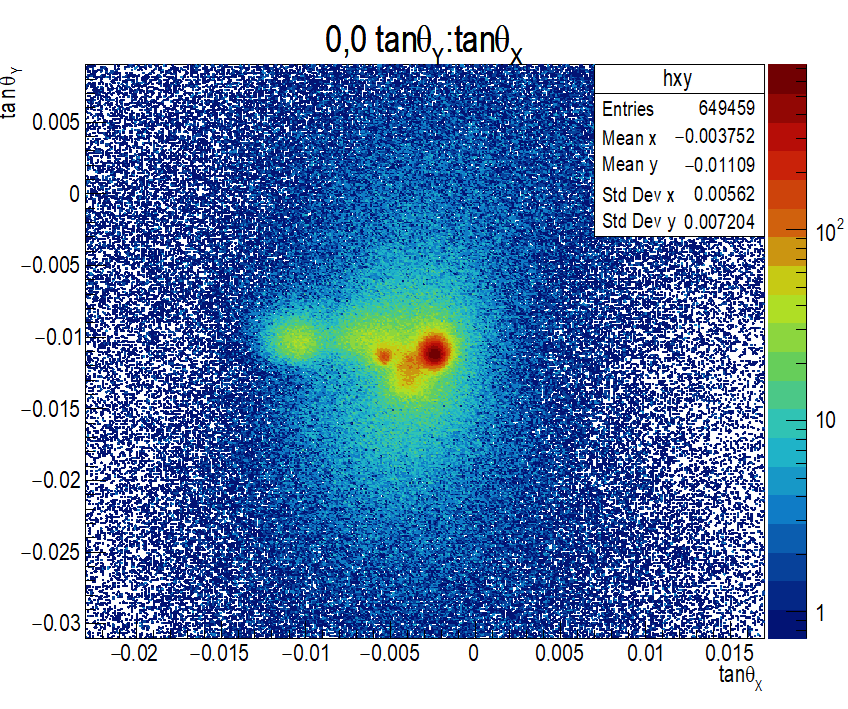 0,0 tanθY:tanθX
tanθY
hxy
Entries 649459
Mean x −0.003752
Mean y −0.01109
Std Dev x 0.00562
Std Dev y 0.007204
0.005
0
−0.005
−0.01
−0.015
−0.02
−0.025
−0.03
10²
10
1
−0.02 −0.015 −0.01 −0.005 0 0.005 0.01 0.015
tanθX